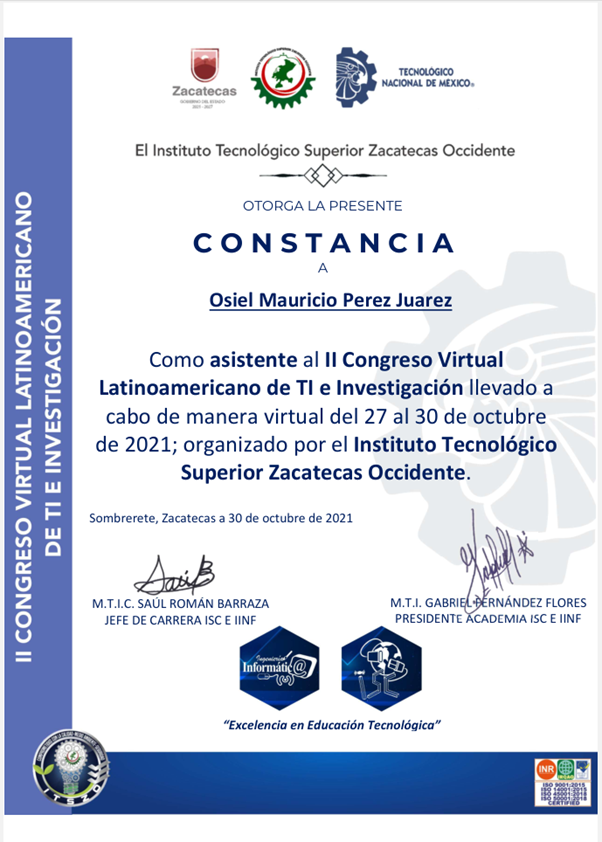 Zacatecas
GOBIERNO DEL ESTADO
2021 - 2027
TECNOLÓGICO
NACIONAL DE MÉXICO®
El Instituto Tecnológico Superior Zacatecas Occidente
OTORGA LA PRESENTE
CONSTANCIA
A
Osiel Mauricio Perez Juarez
Como asistente al II Congreso Virtual
Latinoamericano de TI e Investigación llevado a
cabo de manera virtual del 27 al 30 de octubre
de 2021; organizado por el Instituto Tecnológico
Superior Zacatecas Occidente.
Sombrerete, Zacatecas a 30 de octubre de 2021
M.T.I.C. SAÚL ROMÁN BARRAZA
JEFE DE CARRERA ISC E IINF
M.T.I. GABRIEL FERNÁNDEZ FLORES
PRESIDENTE ACADEMIA ISC E IINF
Ingeniería
Informátic@
ISC
“Excelencia en Educación Tecnológica”
II CONGRESO VIRTUAL LATINOAMERICANO
DE TI E INVESTIGACIÓN
ITSZO
INR
ISO 9001:2015
ISO 14001:2015
ISO 45001:2018
ISO 50001:2018
CERTIFIED